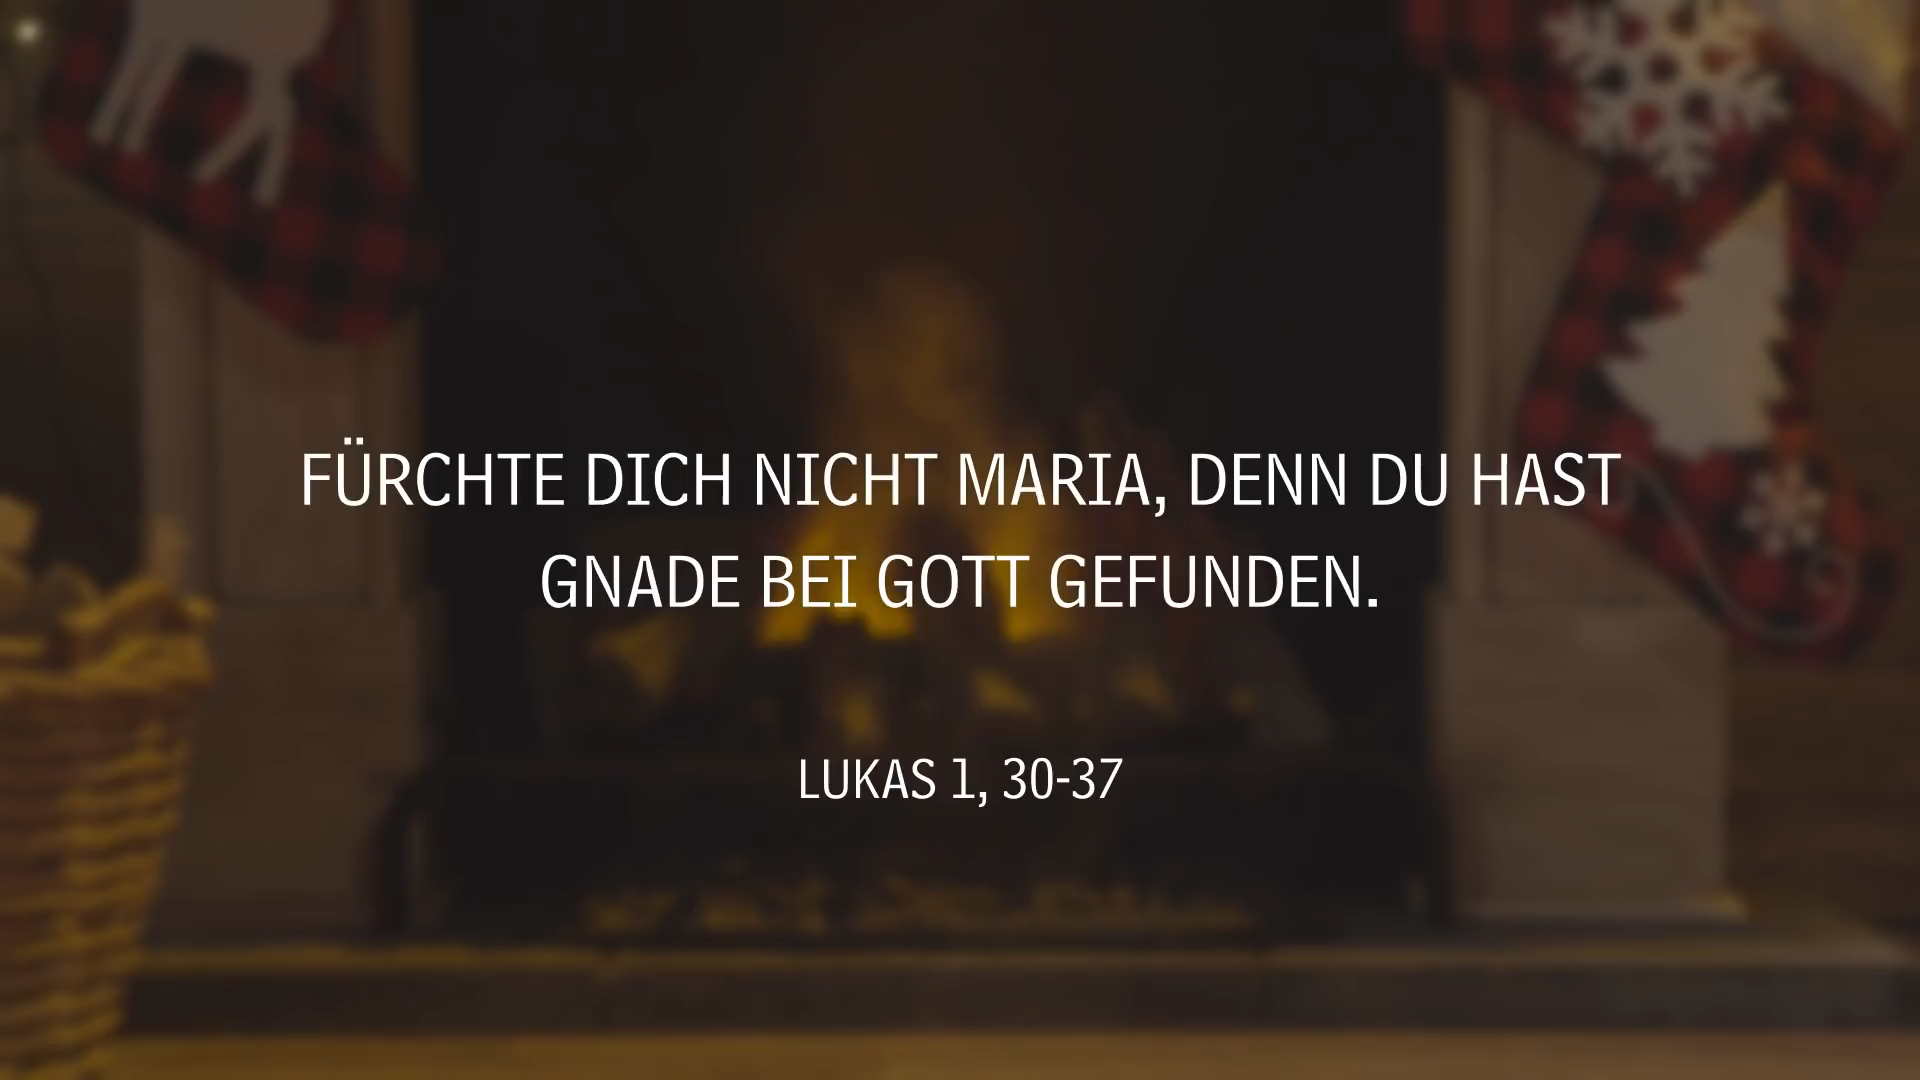 FÜRCHTE DICH NICHT MARIA, DENN DU HAST
GNADE BEI GOTT GEFUNDEN.
LUKAS 1, 30-37